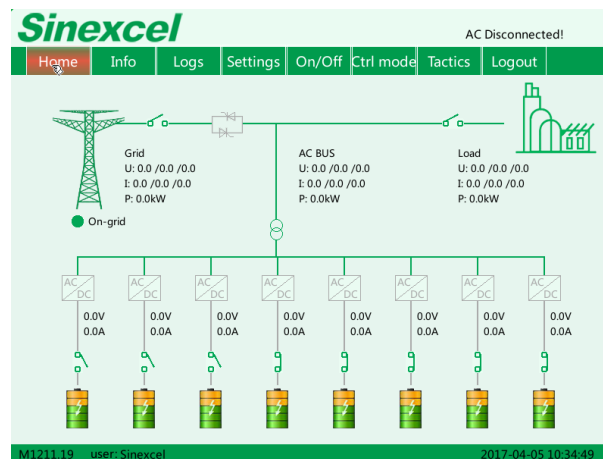 Sinexcel
AC Disconnected!
Home Info Logs Settings On/Off Ctrl mode Tactics Logout
Grid
U: 0.0 /0.0 /0.0
I: 0.0 /0.0 /0.0
P: 0.0kW
AC BUS
U: 0.0 /0.0 /0.0
I: 0.0 /0.0 /0.0
P: 0.0kW
Load
U: 0.0 /0.0 /0.0
I: 0.0 /0.0 /0.0
P: 0.0kW
On-grid
AC AC AC AC AC AC AC AC
DC DC DC DC DC DC DC DC
0.0V 0.0V 0.0V 0.0V 0.0V 0.0V 0.0V 0.0V
0.0A 0.0A 0.0A 0.0A 0.0A 0.0A 0.0A 0.0A
M1211.19 user: Sinexcel 2017-04-05 10:34:49